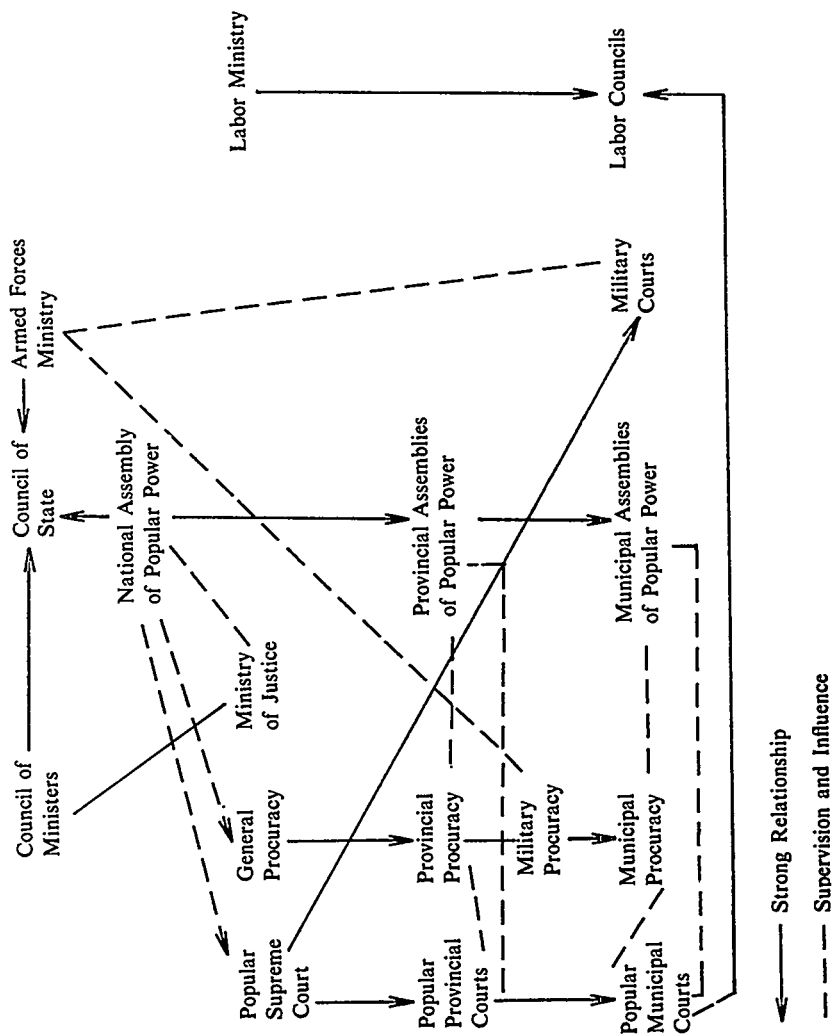 Council of
Ministers
Council of
State
Armed Forces
Ministry
National Assembly
of Popular Power
Popular
Supreme
Court
General
Procuracy
Ministry
of Justice
Labor Ministry
Popular
Provincial
Courts
Provincial
Procuracy
Provincial Assemblies
of Popular Power
Military
Procuracy
Popular
Municipal
Courts
Municipal
Procuracy
Municipal Assemblies
of Popular Power
Military
Courts
Labor Councils
Strong Relationship
Supervision and Influence